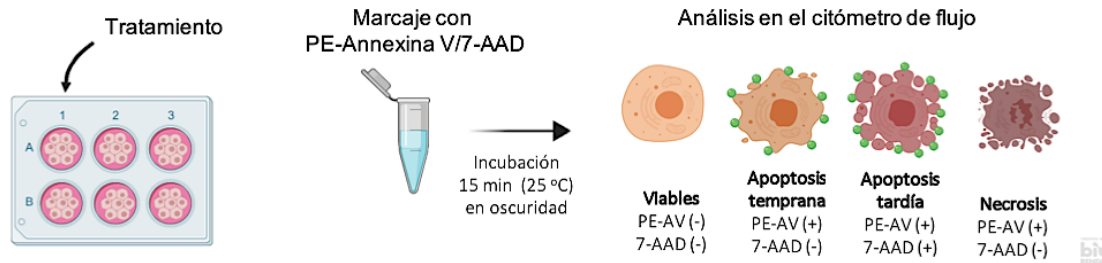 Tratamiento
Marcaje con
PE-Annexina V/7-AAD
Análisis en el citómetro de flujo
1 2 3
A
B
Incubación
15 min (25 ºC)
en oscuridad
Viables
PE-AV (-)
7-AAD (-)
Apoptosis
temprana
PE-AV (+)
7-AAD (-)
Apoptosis
tardía
PE-AV (+)
7-AAD (+)
Necrosis
PE-AV (+)
7-AAD (-)